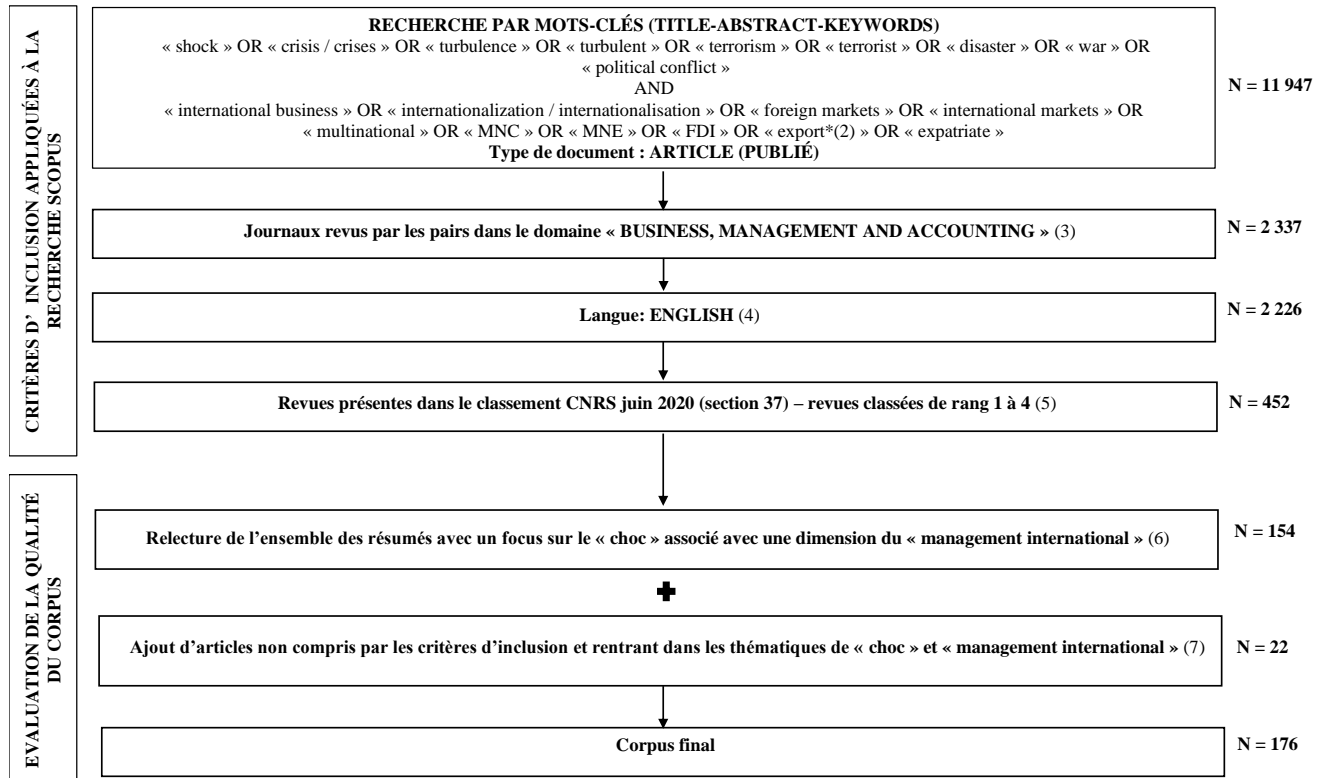 CRITÈRES D’ INCLUSION APPLIQUÉES À LA
RECHERCHE SCOPUS
RECHERCHE PAR MOTS-CLÉS (TITLE-ABSTRACT-KEYWORDS)
« shock » OR « crisis / crises » OR « turbulence » OR « turbulent » OR « terrorism » OR « terrorist » OR « disaster » OR « war » OR
« political conflict »
AND
« international business » OR « internationalization / internationalisation » OR « foreign markets » OR « international markets » OR
« multinational » OR « MNC » OR « MNE » OR « FDI » OR « export*(2) » OR « expatriate »
Type de document : ARTICLE (PUBLIÉ)
N = 11 947
Journaux revus par les pairs dans le domaine « BUSINESS, MANAGEMENT AND ACCOUNTING » (3)
N = 2 337
Langue: ENGLISH (4)
N = 2 226
Revues présentes dans le classement CNRS juin 2020 (section 37) – revues classées de rang 1 à 4 (5)
N = 452
EVALUATION DE LA QUALITÉ
DU CORPUS
Relecture de l’ensemble des résumés avec un focus sur le « choc » associé avec une dimension du « management international » (6)
N = 154
Ajout d’articles non compris par les critères d’inclusion et rentrant dans les thématiques de « choc » et « management international » (7)
N = 22
Corpus final
N = 176